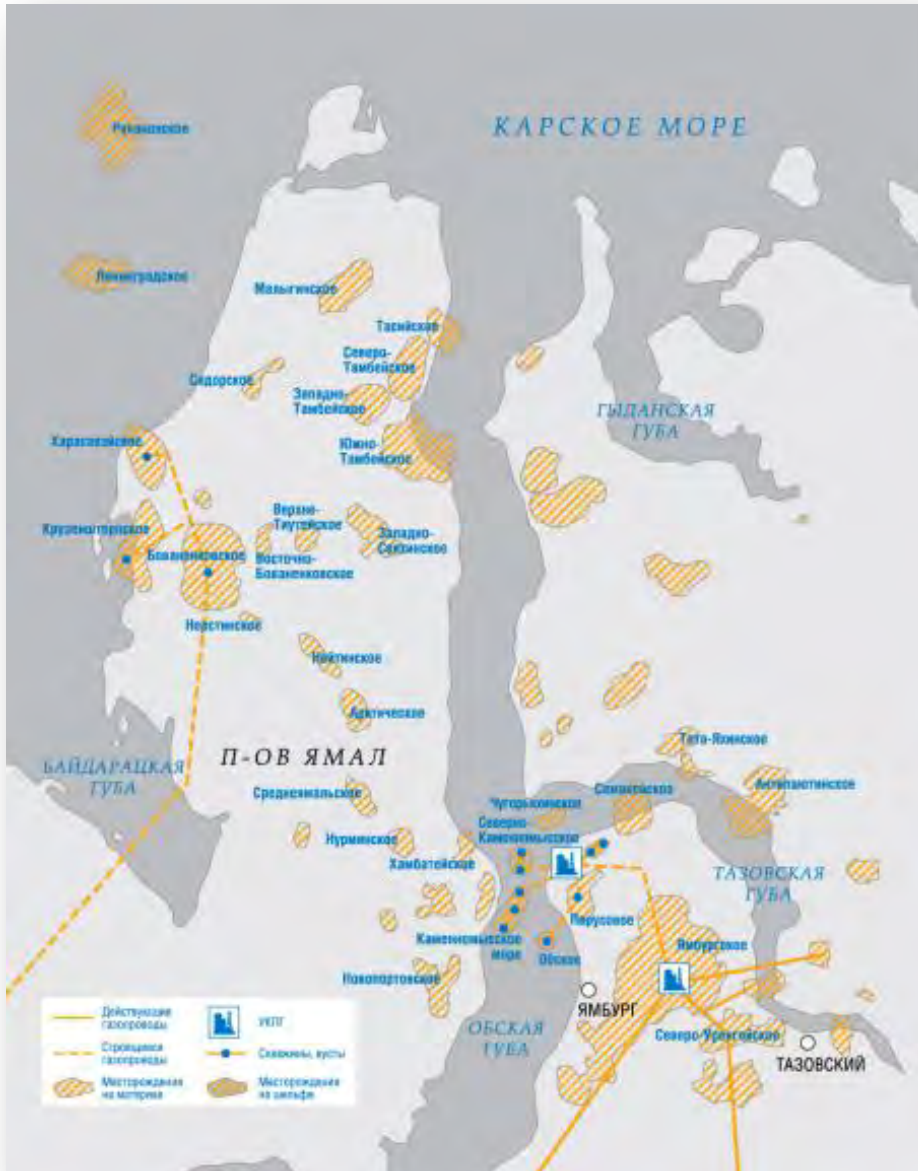 КАРСКОЕ МОРЕ
Русановское
Ленинградское
Малыгинское
Тасийское
Северо-
Тамбейское
Сядорское
Западно-
Тамбейское
ГЫДАНСКАЯ
ГУБА
Харасавэйское
Южно-
Тамбейское
Верхне-
Тиутейское
Западно-
Сеяхинское
Крузенштернское
Бованенковское
Восточно-
Бованенковское
Нерстинское
Нейтинское
Арктическое
П-ОВ ЯМАЛ
БАЙДАРАЦКАЯ
ГУБА
Тота-Яхинское
Антипаютинское
Среднеямальское
Семаковское
Чугорьяхинское
Северо-
Каменномысское
Нурминское
Хамбатейское
ТАЗОВСКАЯ
ГУБА
Парусовое
Каменномысское
море
Обское
Ямбургское
Новопортовское
ЯМБУРГ
ОБСКАЯ
ГУБА
Северо-Уренгойское
ТАЗОВСКИЙ
Действующие
газопроводы
УКПГ
Строящиеся
газопроводы
Скважины, кусты
Месторождения
на материке
Месторождения
на шельфе